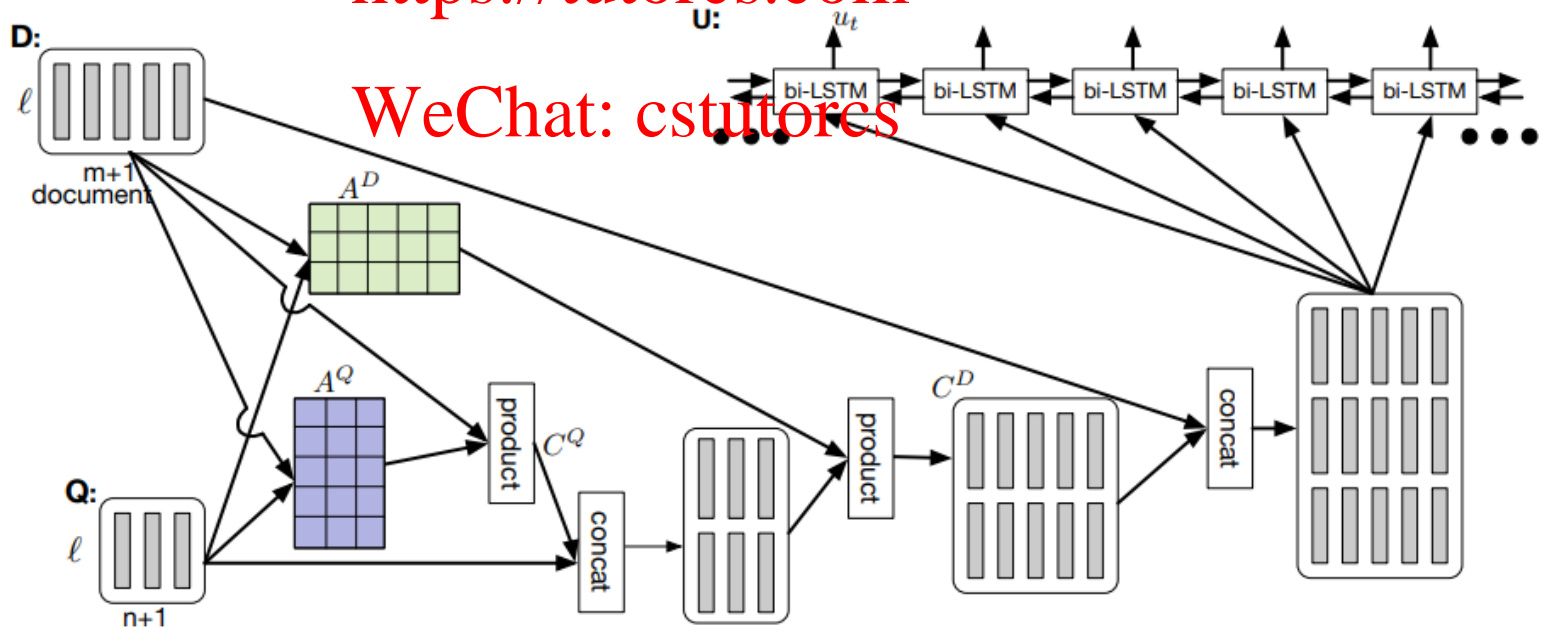 https://tutorcs.com
WeChat: cstutorcs
D:
ℓ
m+1
document
U:
u_t
bi-LSTM
bi-LSTM
bi-LSTM
bi-LSTM
bi-LSTM
A^D
A^Q
product
C^Q
Q:
ℓ
n+1
concat
product
C^D
concat